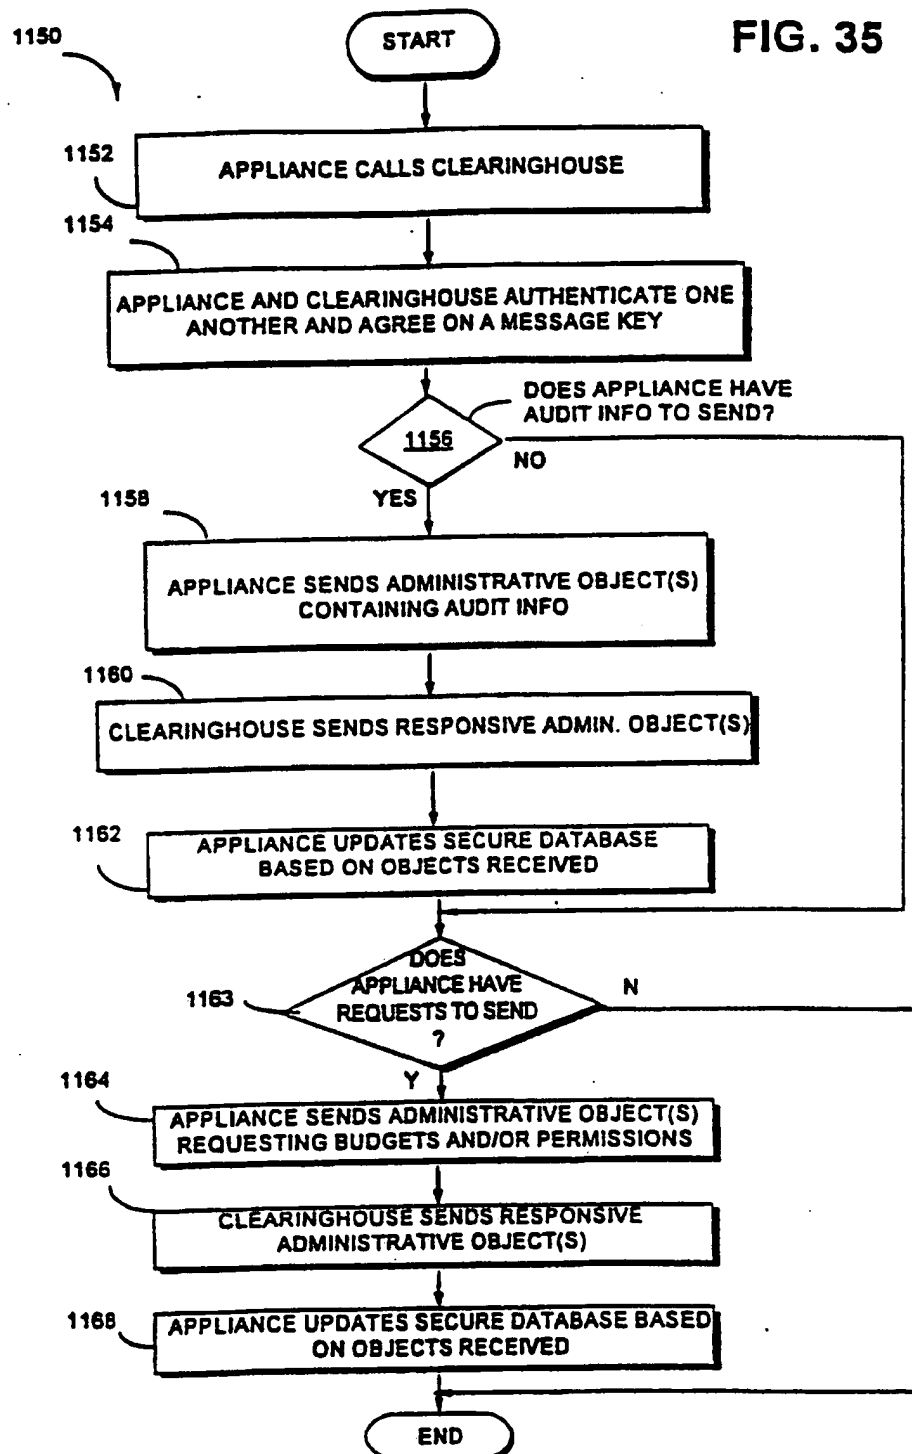 FIG. 35
1150
START
1152
APPLIANCE CALLS CLEARINGHOUSE
1154
APPLIANCE AND CLEARINGHOUSE AUTHENTICATE ONE
ANOTHER AND AGREE ON A MESSAGE KEY
DOES APPLIANCE HAVE
AUDIT INFO TO SEND?
1156
NO
YES
1158
APPLIANCE SENDS ADMINISTRATIVE OBJECT(S)
CONTAINING AUDIT INFO
1160
CLEARINGHOUSE SENDS RESPONSIVE ADMIN. OBJECT(S)
1162
APPLIANCE UPDATES SECURE DATABASE
BASED ON OBJECTS RECEIVED
1163
DOES
APPLIANCE HAVE
REQUESTS TO SEND
?
N
Y
1164
APPLIANCE SENDS ADMINISTRATIVE OBJECT(S)
REQUESTING BUDGETS AND/OR PERMISSIONS
1166
CLEARINGHOUSE SENDS RESPONSIVE
ADMINISTRATIVE OBJECT(S)
1168
APPLIANCE UPDATES SECURE DATABASE BASED
ON OBJECTS RECEIVED
END